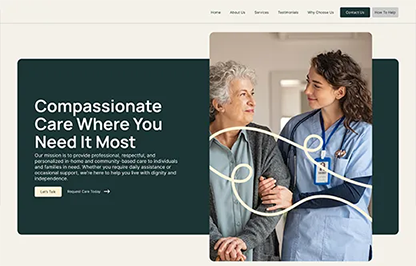 Home About Us Services Testimonials Why Choose Us Contact Us How To Help
Compassionate
Care Where You
Need It Most
Our mission is to provide professional, respectful, and
personalized in-home and community-based care to individuals
and families in need. Whether you require daily assistance or
occasional support, we're here to help you live with dignity and
independence.
Let's Talk Request Care Today